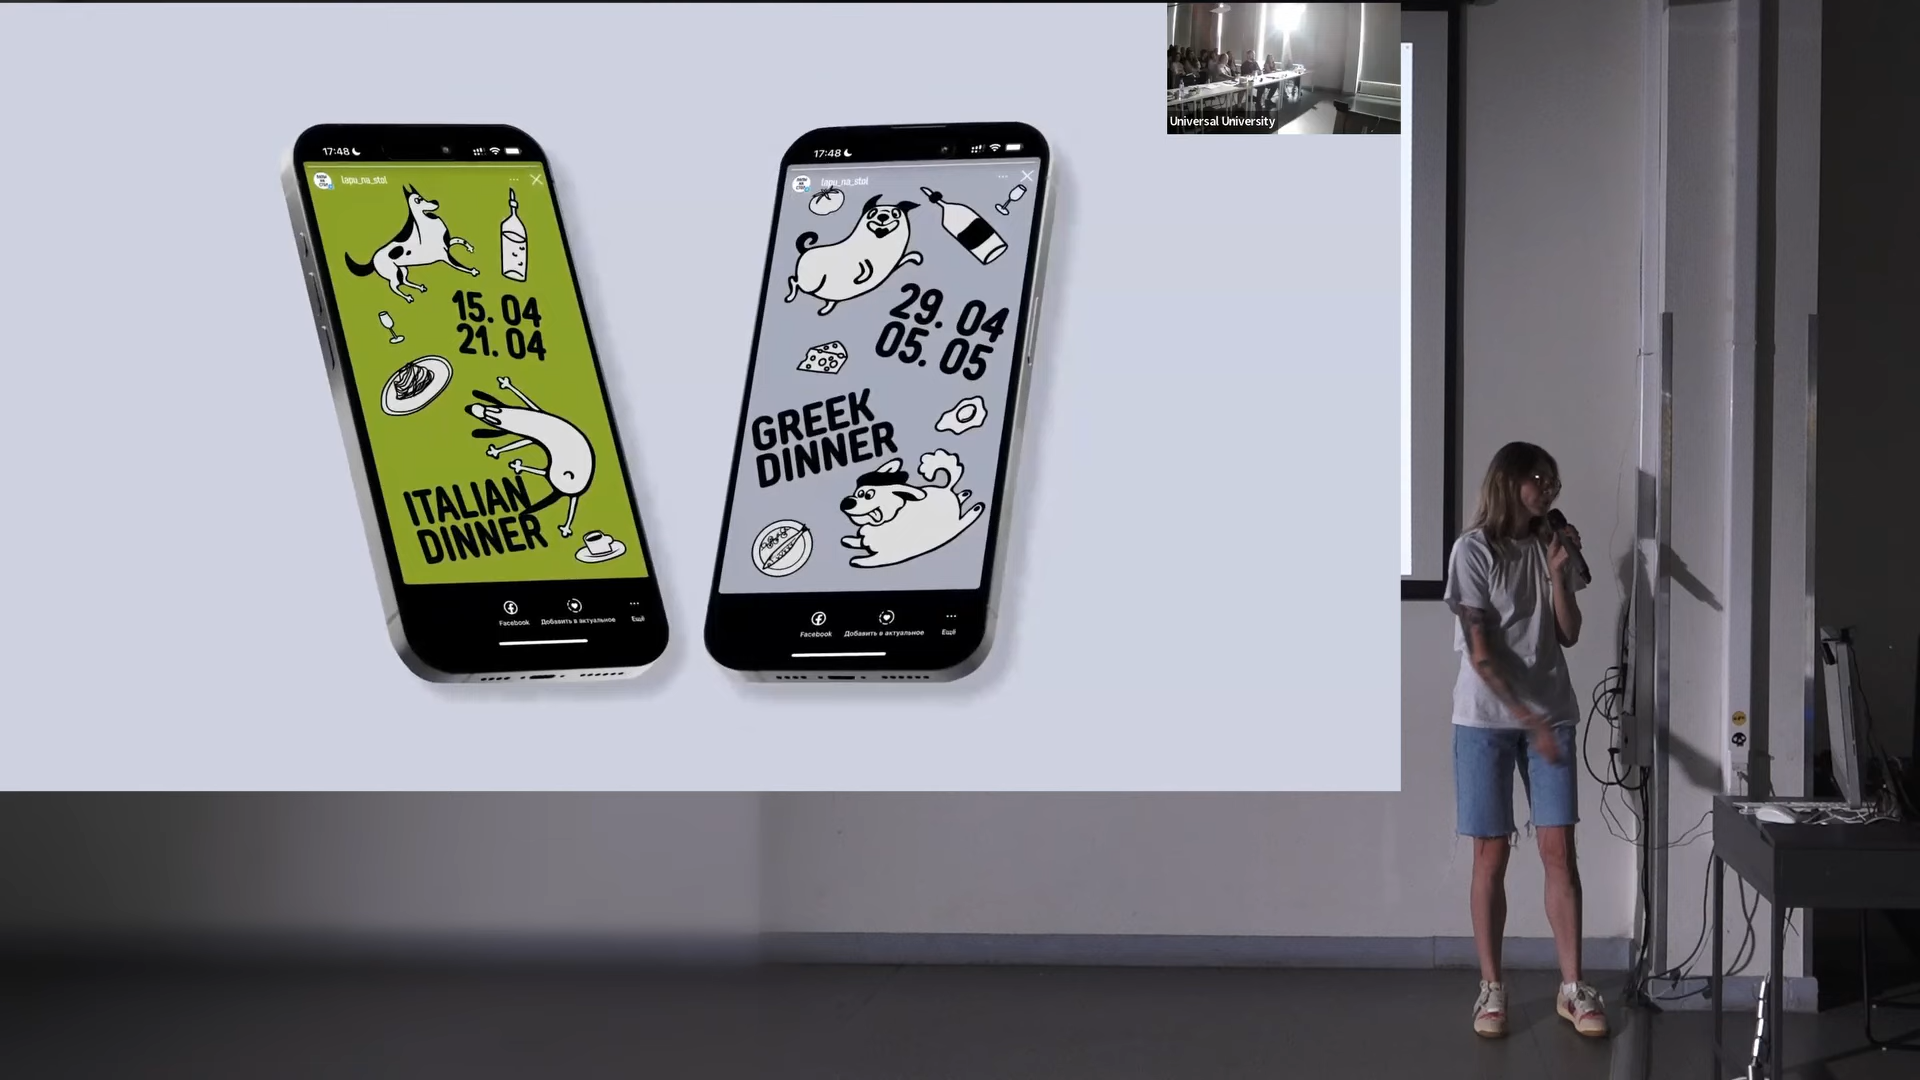 Universal University
17:48
lapu_na_stol
15. 04
21. 04
ITALIAN
DINNER
Facebook
Добавить в актуальное
Ещё
17:48
lapu_na_stol
29. 04
05. 05
GREEK
DINNER
Facebook
Добавить в актуальное
Ещё